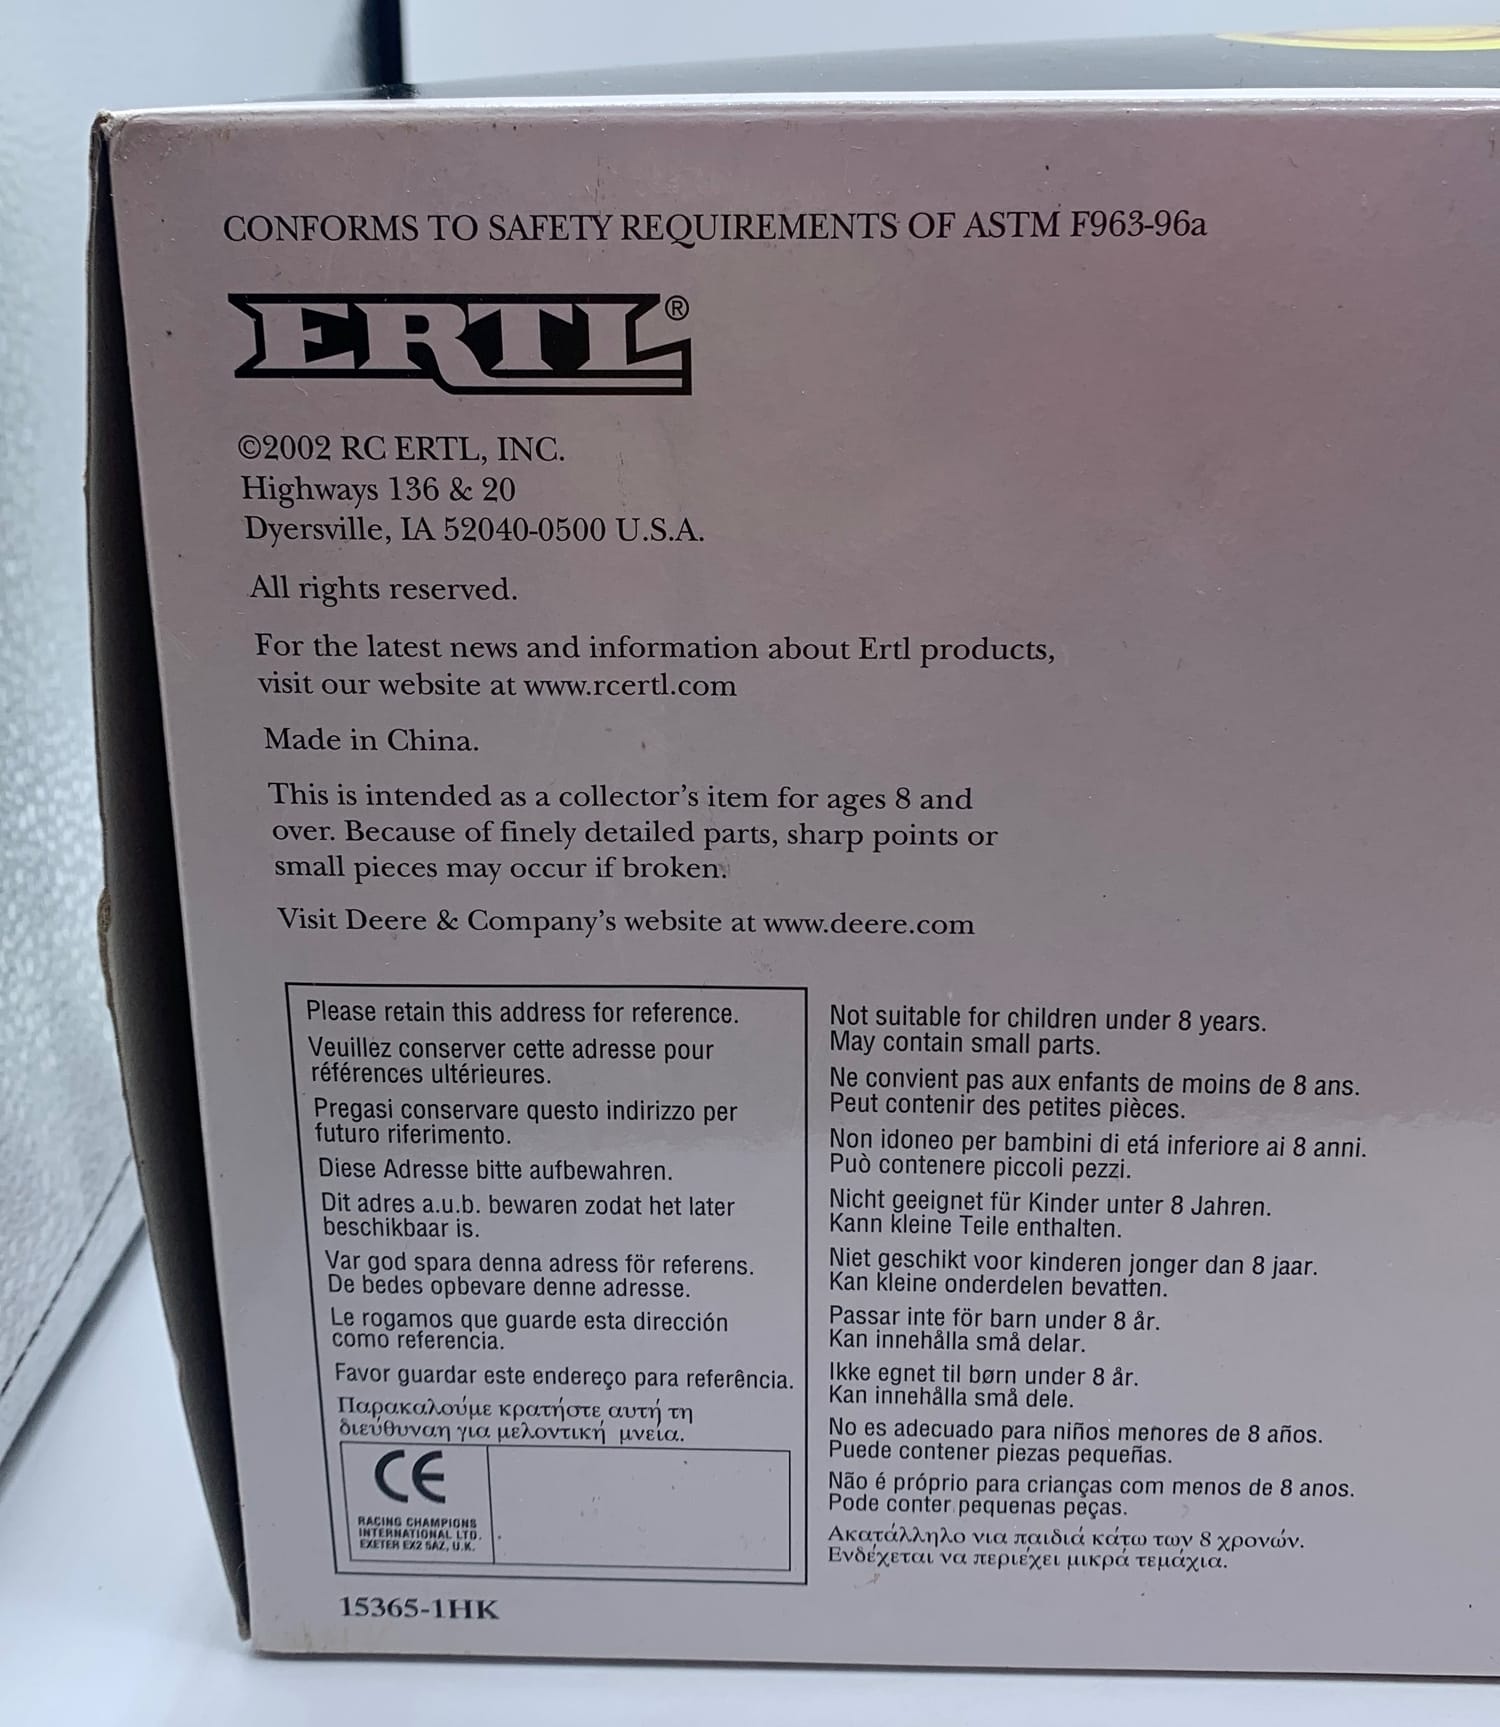 CONFORMS TO SAFETY REQUIREMENTS OF ASTM F963-96a
ERTL®
©2002 RC ERTL, INC.
Highways 136 & 20
Dyersville, IA 52040-0500 U.S.A.
All rights reserved.
For the latest news and information about Ertl products,
visit our website at www.rcertl.com
Made in China.
This is intended as a collector's item for ages 8 and
over. Because of finely detailed parts, sharp points or
small pieces may occur if broken.
Visit Deere & Company's website at www.deere.com
Please retain this address for reference.
Veuillez conserver cette adresse pour
références ultérieures.
Pregasi conservare questo indirizzo per
futuro riferimento.
Diese Adresse bitte aufbewahren.
Dit adres a.u.b. bewaren zodat het later
beschikbaar is.
Var god spara denna adress för referens.
De bedes opbevare denne adresse.
Le rogamos que guarde esta dirección
como referencia.
Favor guardar este endereço para referência.
Παρακαλούμε κρατήστε αυτή τη
διεύθυναη για μελοντική μνεία.
CE
RACING CHAMPIONS
INTERNATIONAL LTD.
EXETER EX2 5AZ, U.K.
15365-1HK
Not suitable for children under 8 years.
May contain small parts.
Ne convient pas aux enfants de moins de 8 ans.
Peut contenir des petites pièces.
Non idoneo per bambini di etá inferiore ai 8 anni.
Può contenere piccoli pezzi.
Nicht geeignet für Kinder unter 8 Jahren.
Kann kleine Teile enthalten.
Niet geschikt voor kinderen jonger dan 8 jaar.
Kan kleine onderdelen bevatten.
Passar inte för barn under 8 år.
Kan innehålla små delar.
Ikke egnet til børn under 8 år.
Kan innehålla små dele.
No es adecuado para niños menores de 8 años.
Puede contener piezas pequeñas.
Não é próprio para crianças com menos de 8 anos.
Pode conter pequenas peças.
Ακατάλληλο νια παιδιά κάτω των 8 χρονών.
Ενδέχεται να περιέχει μικρά τεμάχια.